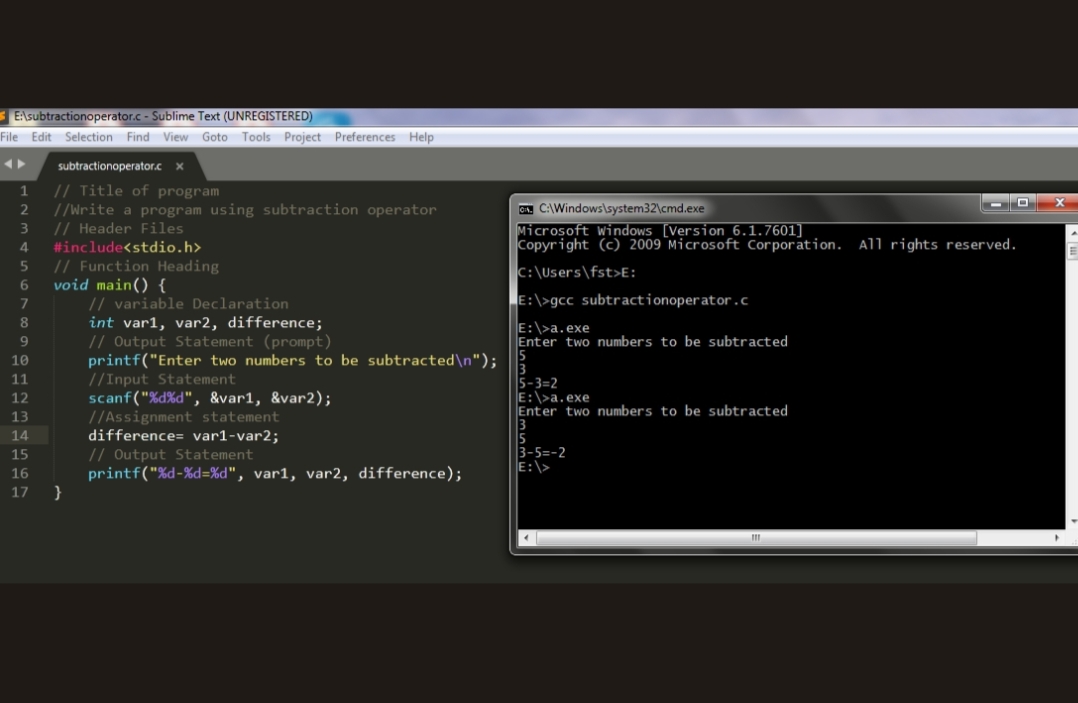 E:\subtractionoperator.c - Sublime Text (UNREGISTERED)
File Edit Selection Find View Goto Tools Project Preferences Help
subtractionoperator.c ×
1 // Title of program
2 //Write a program using subtraction operator
3 // Header Files
4 #include<stdio.h>
5 // Function Heading
6 void main() {
7 // variable Declaration
8 int var1, var2, difference;
9 // Output Statement (prompt)
10 printf("Enter two numbers to be subtracted\n");
11 //Input Statement
12 scanf("%d%d", &var1, &var2);
13 //Assignment statement
14 difference= var1-var2;
15 // Output Statement
16 printf("%d-%d=%d", var1, var2, difference);
17 }
C:\Windows\system32\cmd.exe
Microsoft Windows [Version 6.1.7601]
Copyright (c) 2009 Microsoft Corporation. All rights reserved.
C:\Users\fst>E:
E:\>gcc subtractionoperator.c
E:\>a.exe
Enter two numbers to be subtracted
5
3
5-3=2
E:\>a.exe
Enter two numbers to be subtracted
3
5
3-5=-2
E:\>